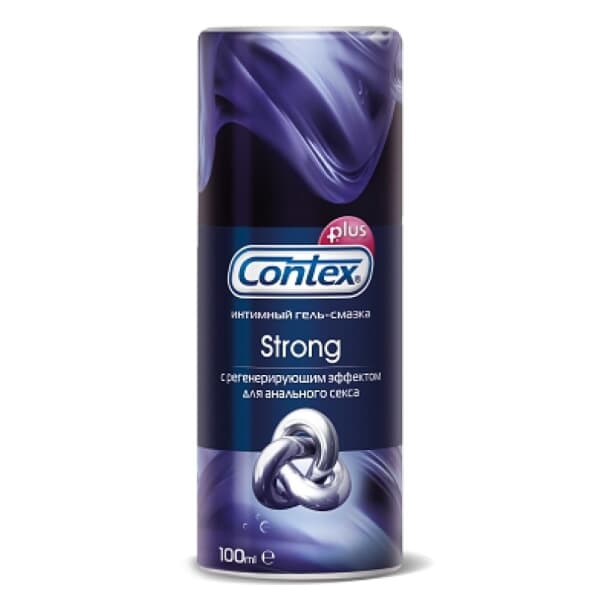 plus
Contex®
интимный гель-смазка
Strong
с регенерирующим эффектом
для анального секса
100ml e